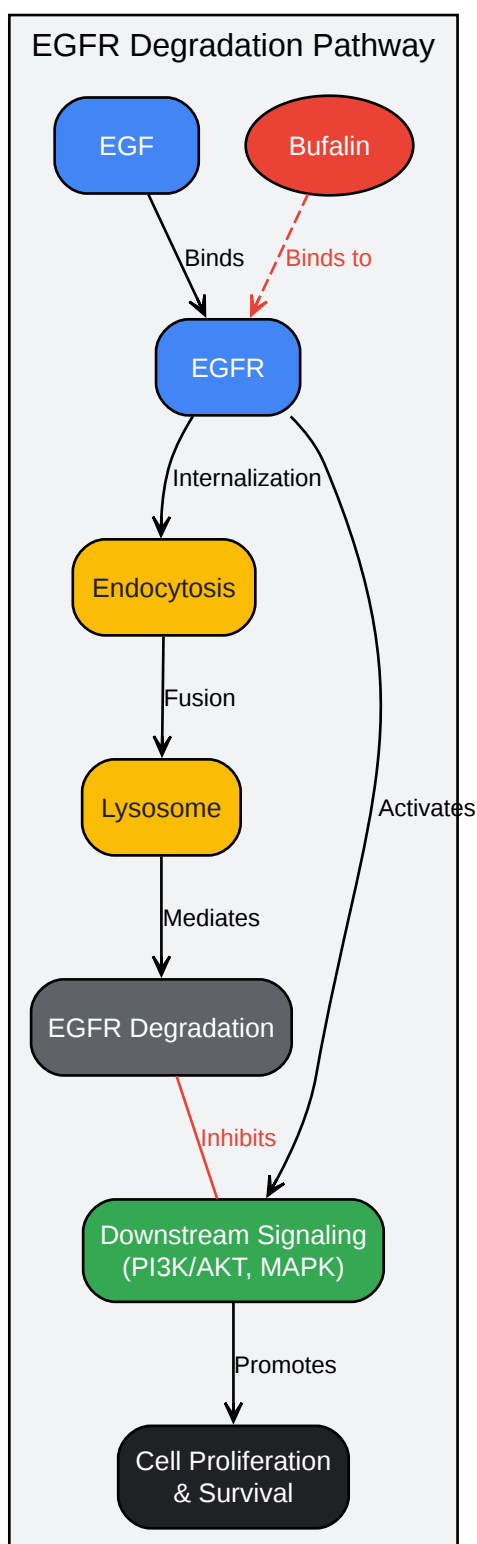 EGFR Degradation Pathway
EGF
Bufalin
Binds
Binds to
EGFR
Internalization
Endocytosis
Fusion
Lysosome
Activates
Mediates
EGFR Degradation
Inhibits
Downstream Signaling
(PI3K/AKT, MAPK)
Promotes
Cell Proliferation
& Survival